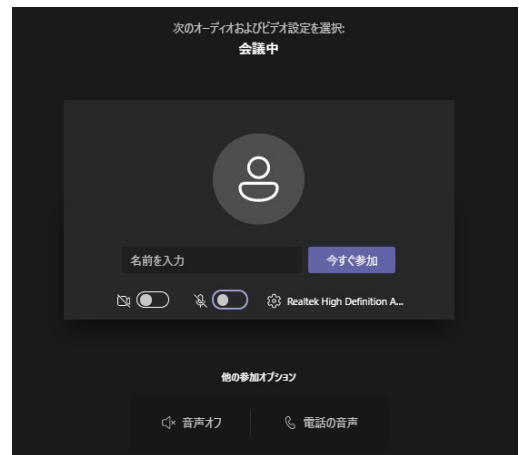 次のオーディオおよびビデオ設定を選択:
会議中
名前を入力
今すぐ参加
Realtek High Definition A...
他の参加オプション
音声オフ
電話の音声